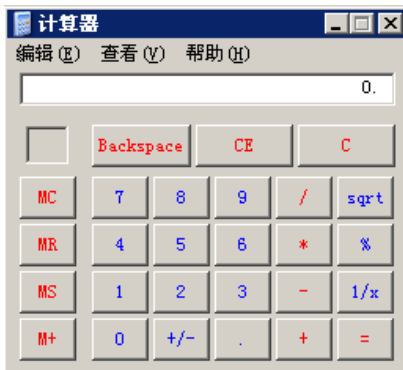 计算器
编辑(E) 查看(V) 帮助(H)
0.
Backspace CE C
MC 7 8 9 / sqrt
MR 4 5 6 * %
MS 1 2 3 - 1/x
M+ 0 +/- . + =